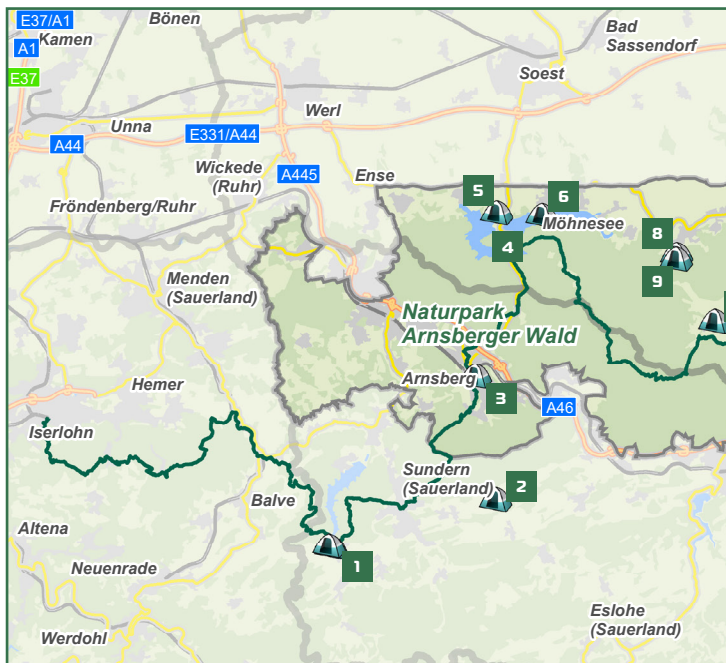 E37/A1
Bönen
Kamen
A1
Bad
Sassendorf
E37
Soest
Werl
Unna
E331/A44
A44
Wickede
(Ruhr)
A445
Ense
Fröndenberg/Ruhr
5
6
Möhnesee
4
8
9
Menden
(Sauerland)
Naturpark
Arnsberger Wald
Hemer
Arnsberg
3
A46
Iserlohn
Sundern
(Sauerland)
2
Balve
Altena
1
Neuenrade
Eslohe
(Sauerland)
Werdohl